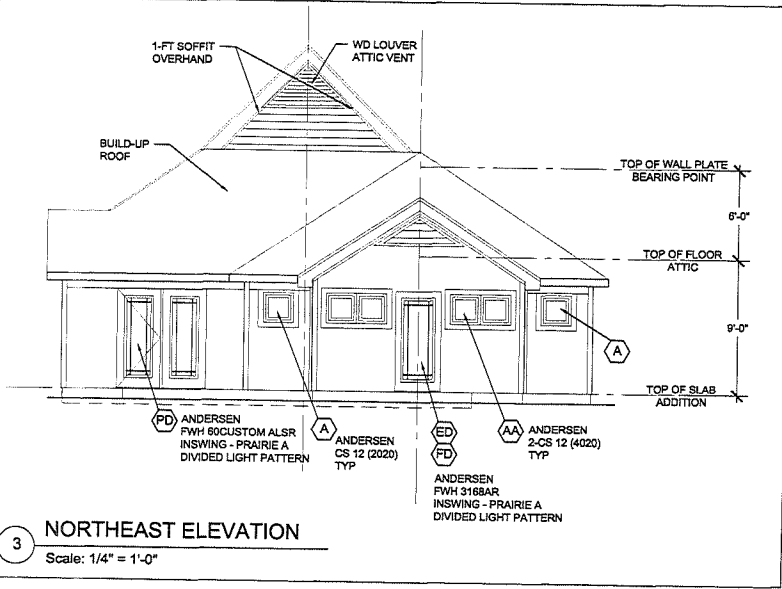 1-FT SOFFIT
OVERHAND
WD LOUVER
ATTIC VENT
BUILD-UP
ROOF
TOP OF WALL PLATE
BEARING POINT
6'-0"
TOP OF FLOOR
ATTIC
9'-0"
A
TOP OF SLAB
ADDITION
PD
ANDERSEN
FWH 60CUSTOM ALSR
INSWING - PRAIRIE A
DIVIDED LIGHT PATTERN
A
ANDERSEN
CS 12 (2020)
TYP
ED
FD
ANDERSEN
FWH 3168AR
INSWING - PRAIRIE A
DIVIDED LIGHT PATTERN
AA
ANDERSEN
2-CS 12 (4020)
TYP
3
NORTHEAST ELEVATION
Scale: 1/4" = 1'-0"